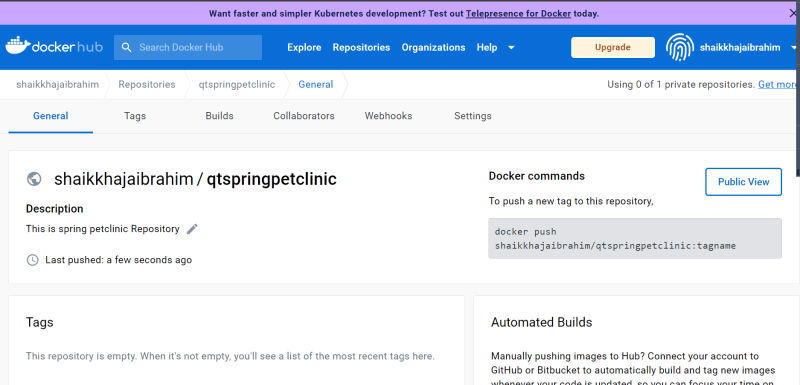 Want faster and simpler Kubernetes development? Test out Telepresence for Docker today.
dockerhub
Search Docker Hub
Explore Repositories Organizations Help
Upgrade
shaikkhajaibrahim
shaikkhajaibrahim Repositories qtspringpetclinic General
Using 0 of 1 private repositories. Get more
General Tags Builds Collaborators Webhooks Settings
shaikkhajaibrahim / qtspringpetclinic
Description
This is spring petclinic Repository
Last pushed: a few seconds ago
Docker commands
Public View
To push a new tag to this repository,
docker push
shaikkhajaibrahim/qtspringpetclinic:tagname
Tags
This repository is empty. When it's not empty, you'll see a list of the most recent tags here.
Automated Builds
Manually pushing images to Hub? Connect your account to
GitHub or Bitbucket to automatically build and tag new images
whenever your code is updated, so you can focus your time on